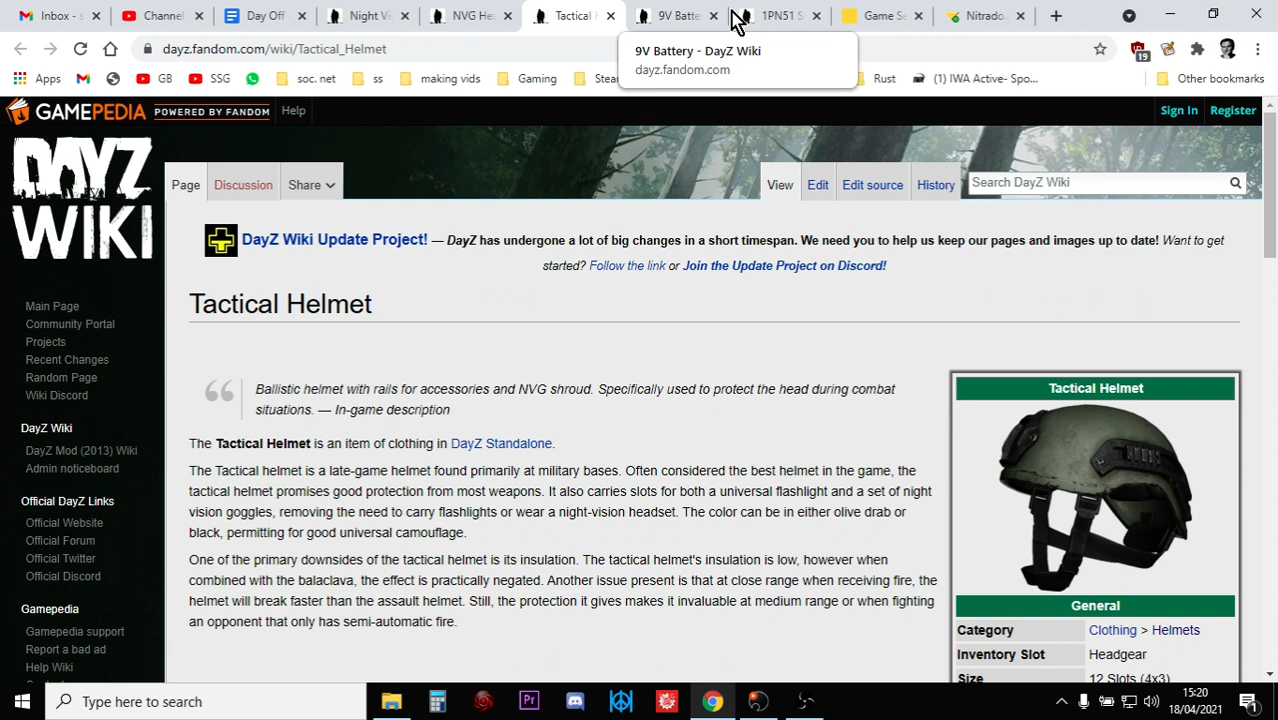 Inbox - s
Channel
Day Off -
Night Vi
NVG He
Tactical H
9V Batte
1PN51 S
Game Se
Nitrado.
dayz.fandom.com/wiki/Tactical_Helmet
19
9V Battery - DayZ Wiki
dayz.fandom.com
Apps
GB
SSG
soc. net
ss
making vids
Gaming
Stea
Rust
(1) IWA Active- Spo...
Other bookmarks
GAMEPEDIA POWERED BY FANDOM
Help
Sign In
Register
DAYZ
WIKI
Page
Discussion
Share
View
Edit
Edit source
History
Search DayZ Wiki
DayZ Wiki Update Project! — DayZ has undergone a lot of big changes in a short timespan. We need you to help us keep our pages and images up to date! Want to get
started? Follow the link or Join the Update Project on Discord!
Main Page
Community Portal
Projects
Recent Changes
Random Page
Wiki Discord
DayZ Wiki
DayZ Mod (2013) Wiki
Admin noticeboard
Official DayZ Links
Official Website
Official Forum
Official Twitter
Official Discord
Gamepedia
Gamepedia support
Report a bad ad
Help Wiki
Tactical Helmet
Ballistic helmet with rails for accessories and NVG shroud. Specifically used to protect the head during combat
situations. — In-game description
The Tactical Helmet is an item of clothing in DayZ Standalone.
The Tactical helmet is a late-game helmet found primarily at military bases. Often considered the best helmet in the game, the
tactical helmet promises good protection from most weapons. It also carries slots for both a universal flashlight and a set of night
vision goggles, removing the need to carry flashlights or wear a night-vision headset. The color can be in either olive drab or
black, permitting for good universal camouflage.
One of the primary downsides of the tactical helmet is its insulation. The tactical helmet's insulation is low, however when
combined with the balaclava, the effect is practically negated. Another issue present is that at close range when receiving fire, the
helmet will break faster than the assault helmet. Still, the protection it gives makes it invaluable at medium range or when fighting
an opponent that only has semi-automatic fire.
Tactical Helmet
General
Category Clothing > Helmets
Inventory Slot Headgear
Size 12 Slots (4x3)
Type here to search
Pr
15:20
18/04/2021
1